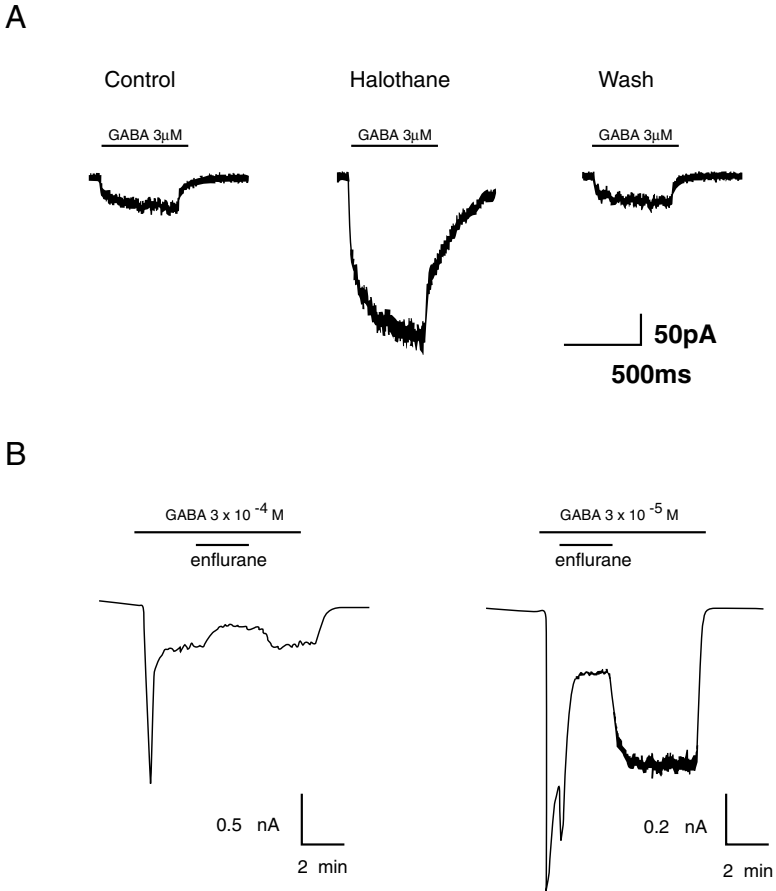 A
Control
Halothane
Wash
GABA 3µM
GABA 3µM
GABA 3µM
50pA
500ms
B
GABA 3 x 10 -4 M
GABA 3 x 10 -5 M
enflurane
enflurane
0.5 nA
2 min
0.2 nA
2 min